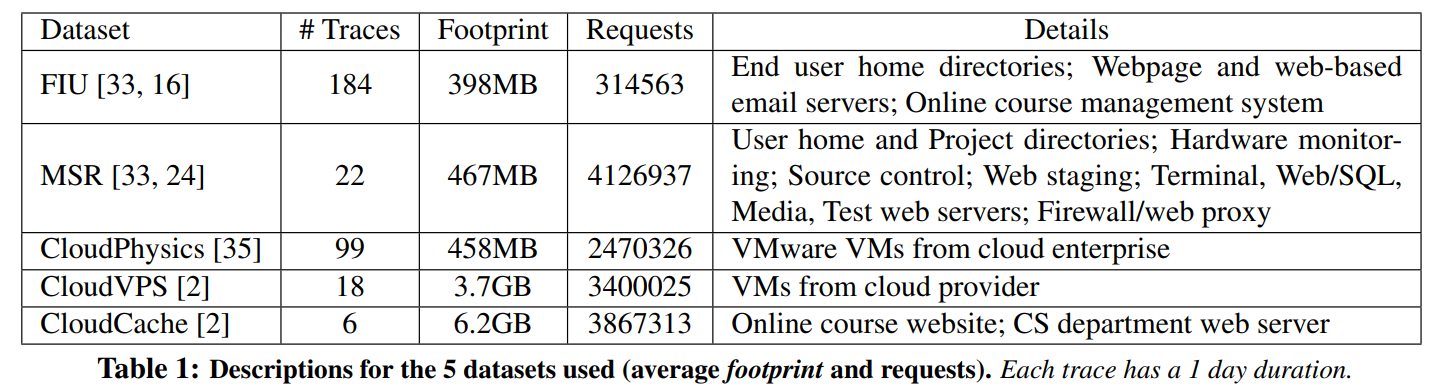 Dataset # Traces Footprint Requests Details
FIU [33, 16] 184 398MB 314563 End user home directories; Webpage and web-based
email servers; Online course management system
MSR [33, 24] 22 467MB 4126937 User home and Project directories; Hardware monitor-
ing; Source control; Web staging; Terminal, Web/SQL,
Media, Test web servers; Firewall/web proxy
CloudPhysics [35] 99 458MB 2470326 VMware VMs from cloud enterprise
CloudVPS [2] 18 3.7GB 3400025 VMs from cloud provider
CloudCache [2] 6 6.2GB 3867313 Online course website; CS department web server
Table 1: Descriptions for the 5 datasets used (average footprint and requests). Each trace has a 1 day duration.